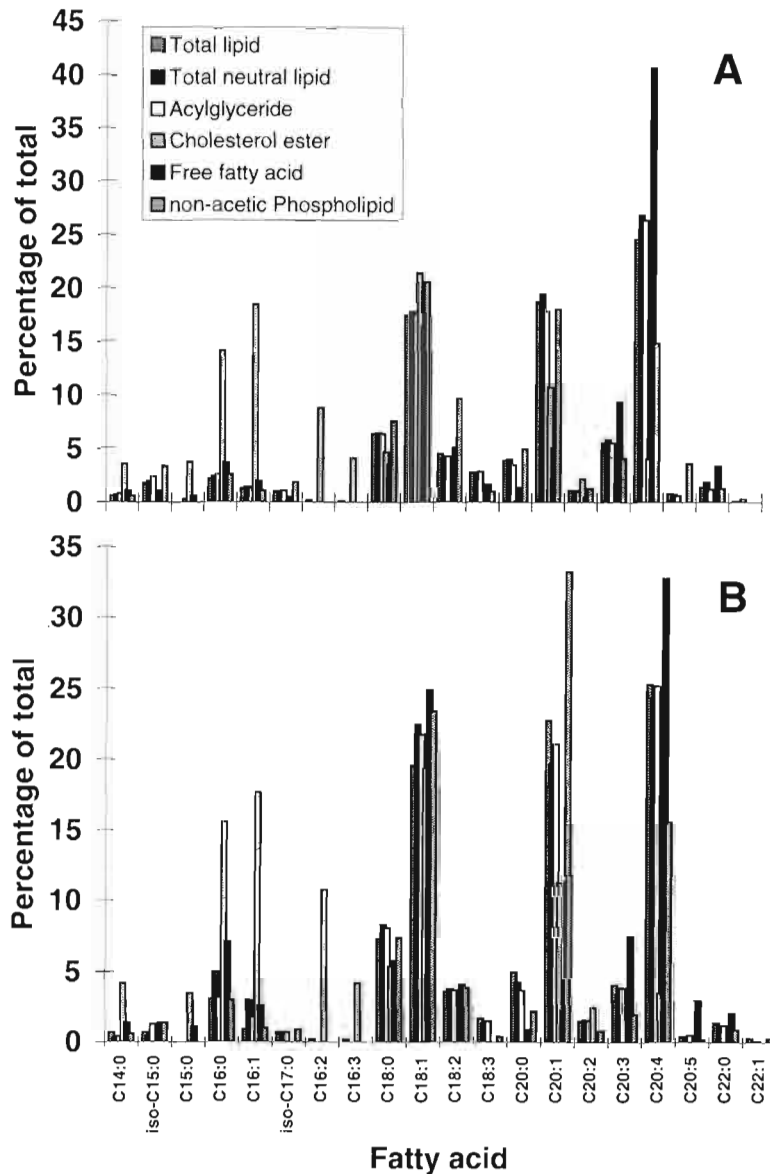 45
40
35
30
25
20
15
10
5
0
Percentage of total
Total lipid
Total neutral lipid
Acylglyceride
Cholesterol ester
Free fatty acid
non-acetic Phospholipid
A
35
30
25
20
15
10
5
0
Percentage of total
B
C14:0
iso-C15:0
C15:0
C16:0
C16:1
iso-C17:0
C16:2
C16:3
C18:0
C18:1
C18:2
C18:3
C20:0
C20:1
C20:2
C20:3
C20:4
C20:5
C22:0
C22:1
Fatty acid